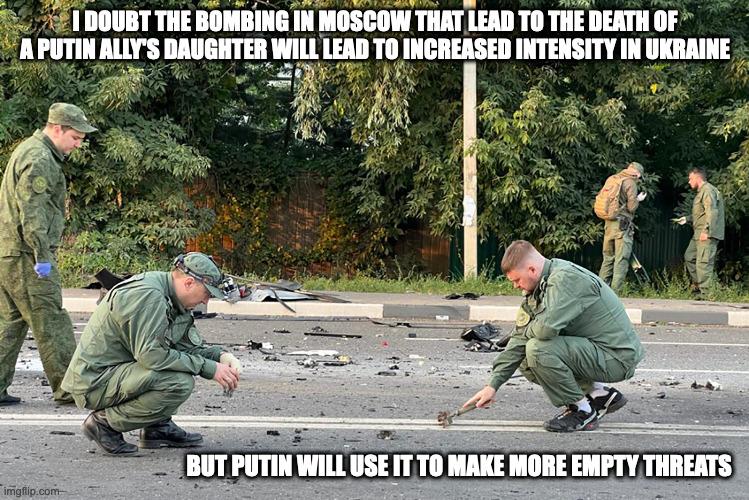 I DOUBT THE BOMBING IN MOSCOW THAT LEAD TO THE DEATH OF
A PUTIN ALLY'S DAUGHTER WILL LEAD TO INCREASED INTENSITY IN UKRAINE
BUT PUTIN WILL USE IT TO MAKE MORE EMPTY THREATS
imgflip.com